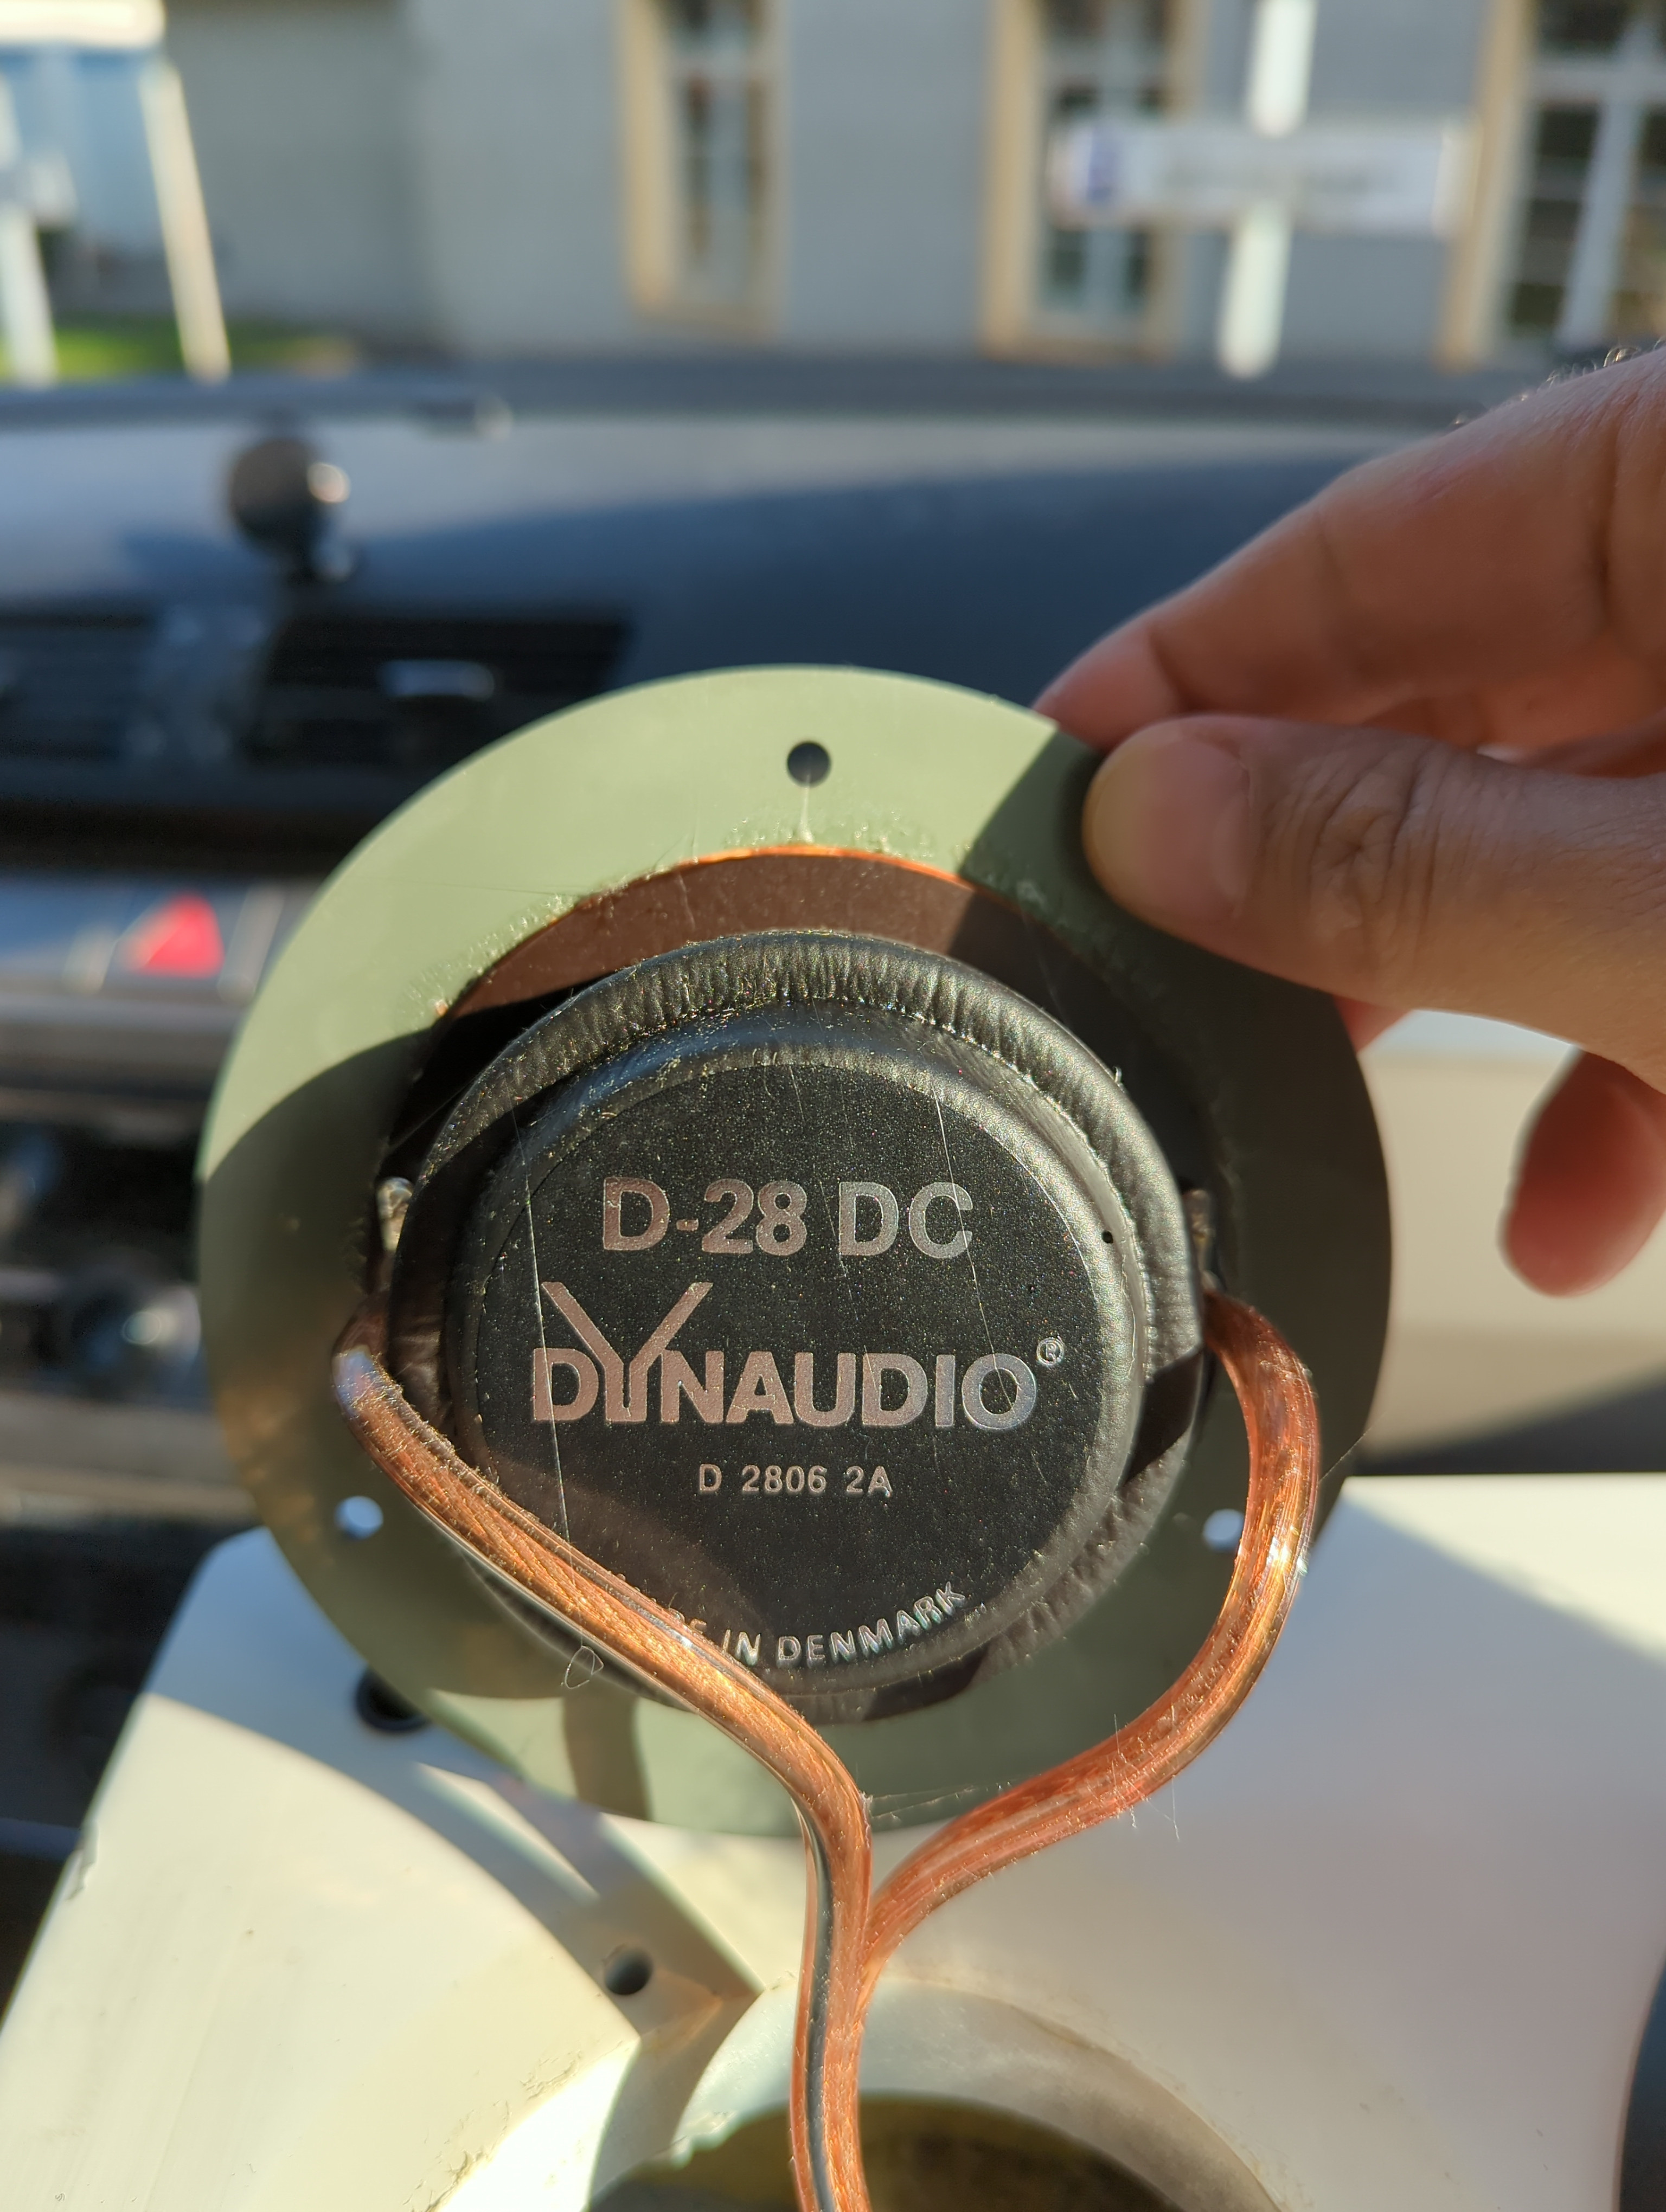 D-28 DC
DYNAUDIO®
D 2806 2A
IN DENMARK